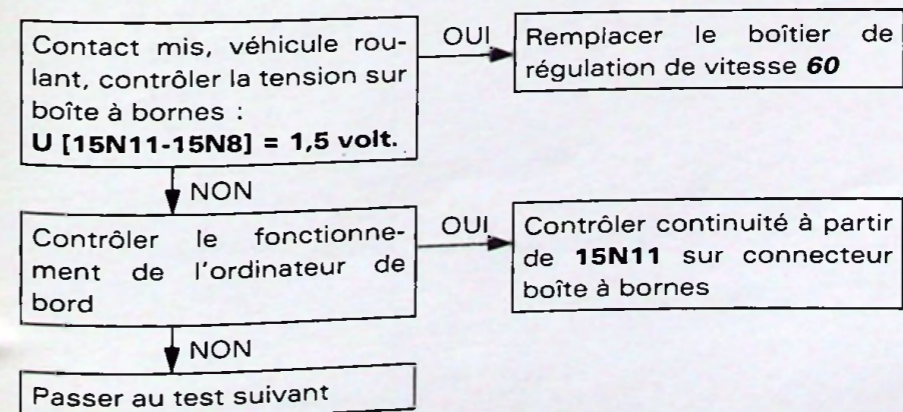 Contact mis, véhicule rou-
lant, contrôler la tension sur
boîte à bornes :
U [15N11-15N8] = 1,5 volt.
OUI
Remplacer le boîtier de
régulation de vitesse 60
NON
Contrôler le fonctionne-
ment de l'ordinateur de
bord
OUI
Contrôler continuité à partir
de 15N11 sur connecteur
boîte à bornes
NON
Passer au test suivant